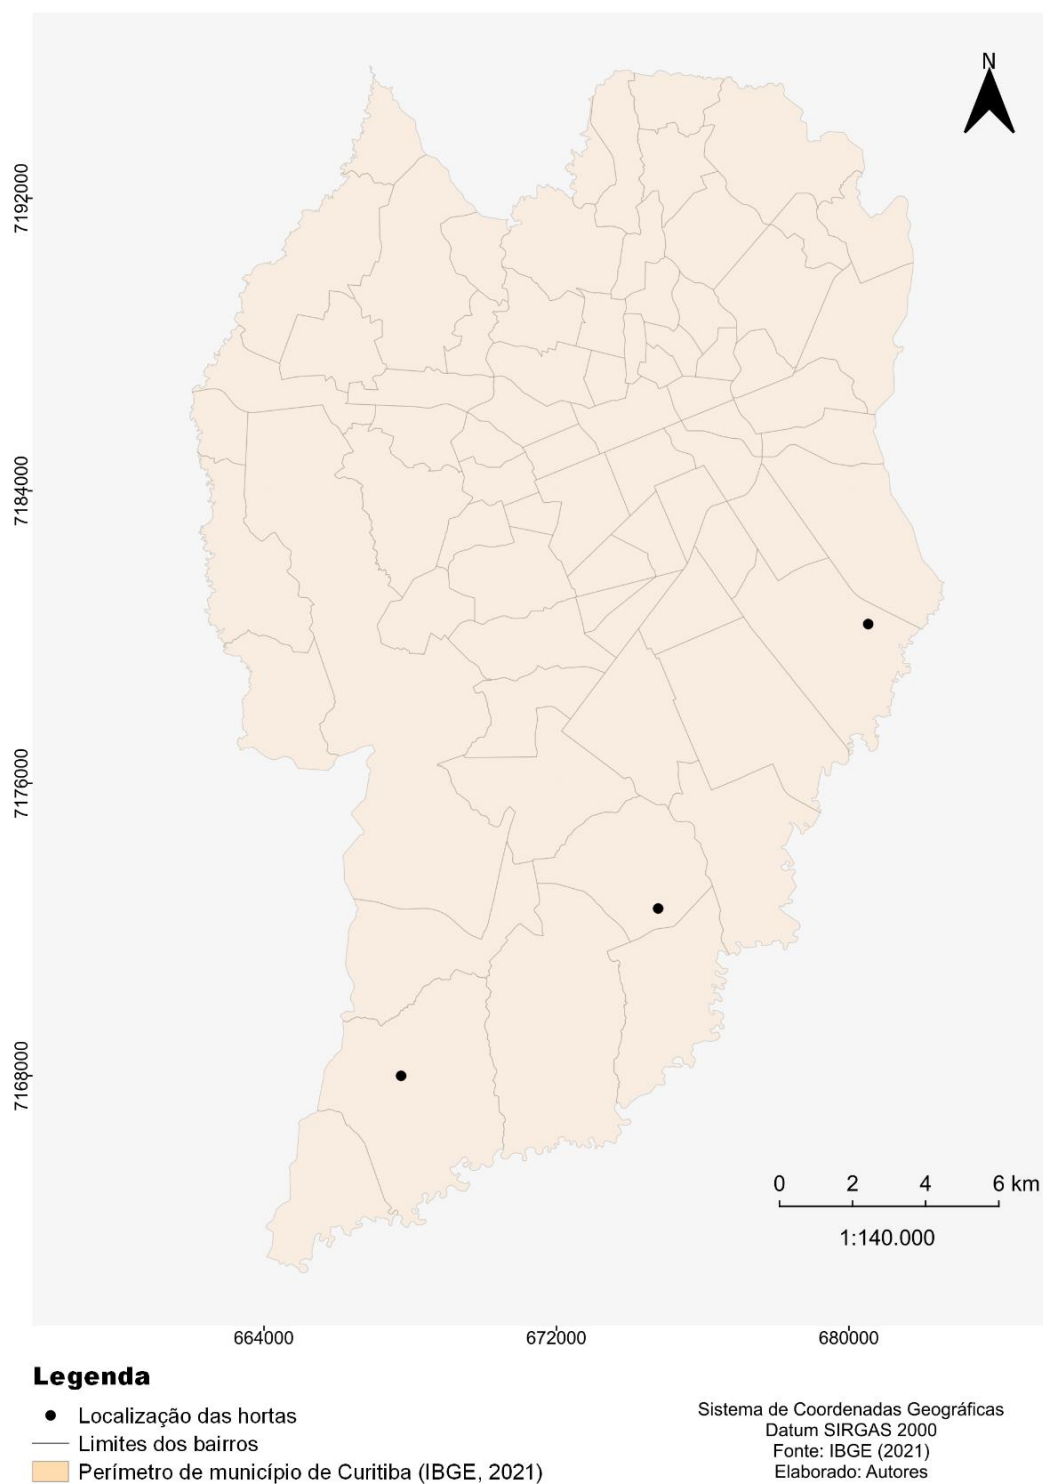 N
7192000
7184000
7176000
7168000
0 2 4 6 km
1:140.000
664000 672000 680000
Legenda
Localização das hortas
Limites dos bairros
Perímetro de município de Curitiba (IBGE, 2021)
Sistema de Coordenadas Geográficas
Datum SIRGAS 2000
Fonte: IBGE (2021)
Elaborado: Autores